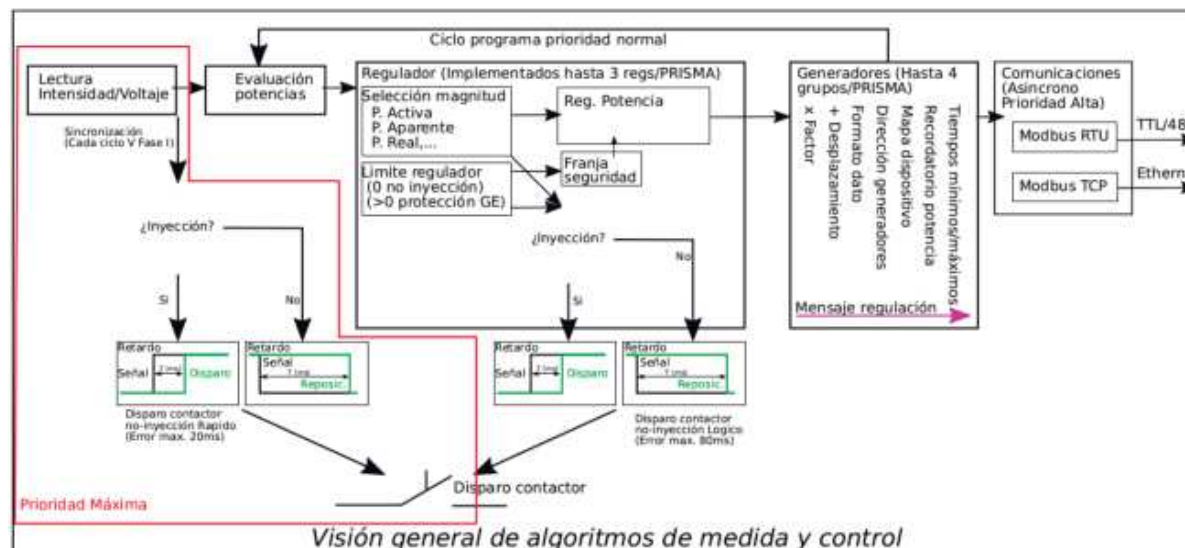 Ciclo programa prioridad normal
Lectura
Intensidad/Voltaje
Evaluación
potencias
Sincronización
(Cada ciclo V Fase I)
¿Inyección?
Si
No
Retardo
Señal
Disparo
Retardo
Señal
Reposic.
Disparo contactor
no-inyección Rapido
(Error max. 20ms)
Prioridad Máxima
Regulador (Implementados hasta 3 regs/PRISMA)
Selección magnitud
P. Activa
P. Aparente
P. Real,...
Reg. Potencia
Limite regulador
(0 no inyección)
(>0 protección GE)
Franja
seguridad
¿Inyección?
Si
No
Retardo
Señal
Disparo
Retardo
Señal
Reposic.
Disparo contactor
no-inyección Logico
(Error max. 80ms)
Disparo contactor
Generadores (Hasta 4
grupos/PRISMA)
Tiempos mínimos/máximos.
Recordatorio potencia
Mapa dispositivo
Dirección generadores
Formato dato
+ Desplazamiento
x Factor
Mensaje regulación
Comunicaciones
(Asincrono
Prioridad Alta)
Modbus RTU
TTL/48
Modbus TCP
Ethern
Visión general de algoritmos de medida y control